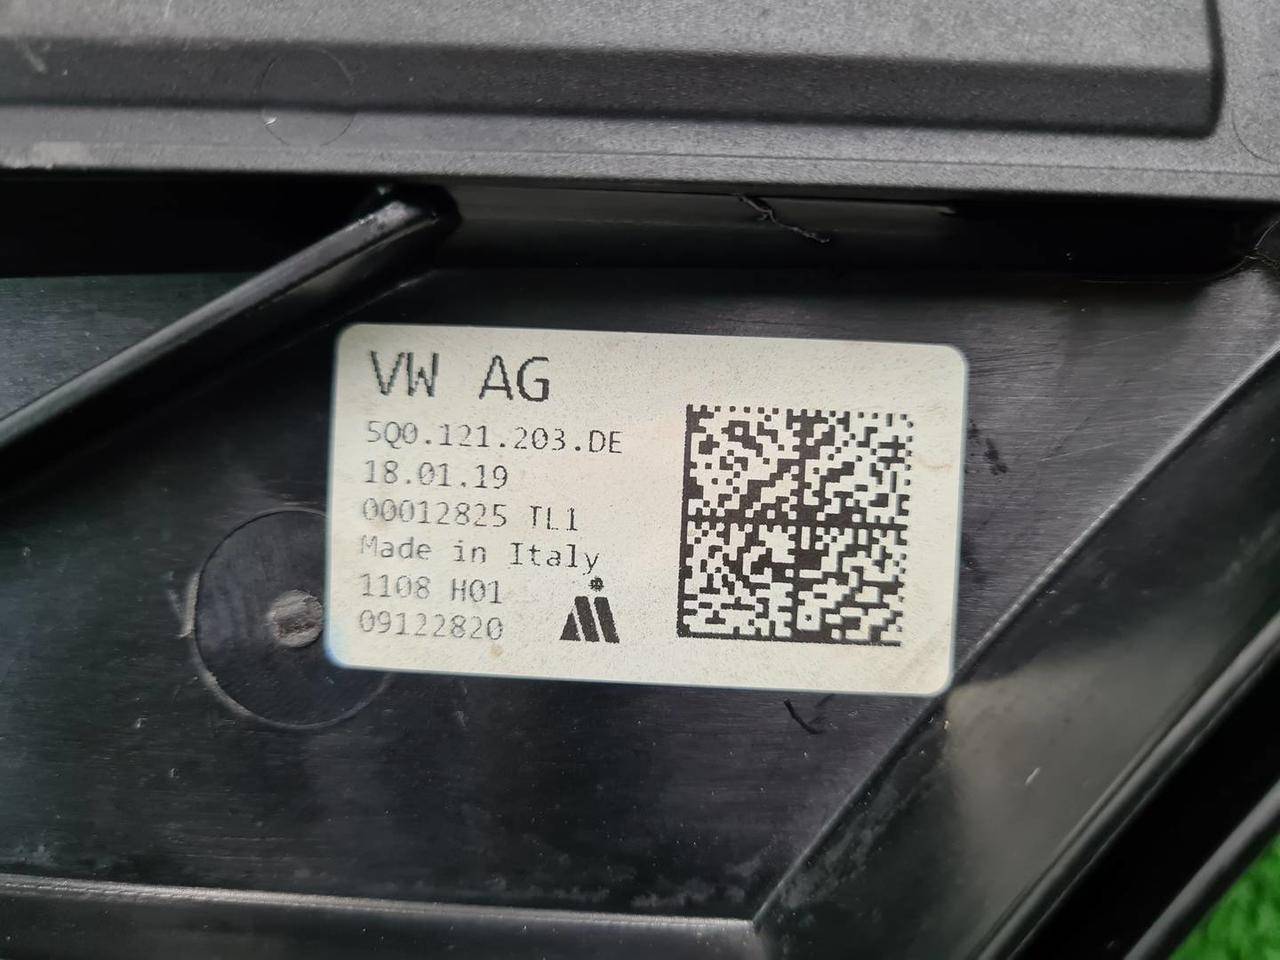 VW AG
5Q0.121.203.DE
18.01.19
00012825 TL1
Made in Italy
1108 H01
09122820